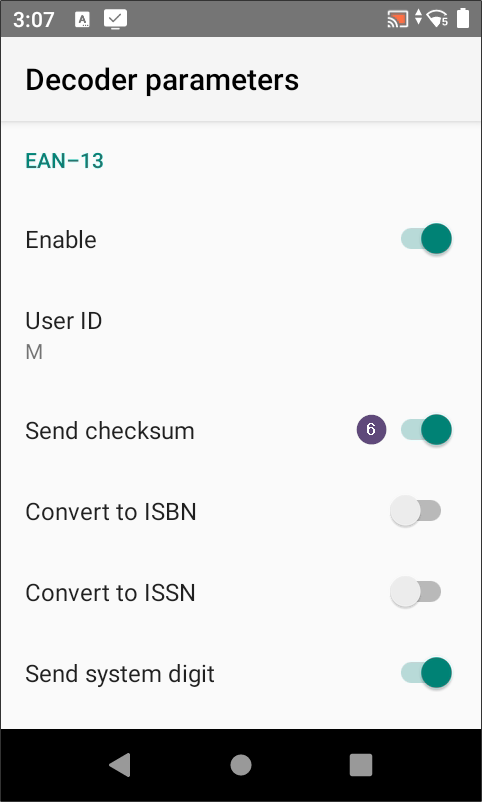 3:07
A
5
Decoder parameters
EAN–13
Enable
User ID
M
Send checksum
6
Convert to ISBN
Convert to ISSN
Send system digit